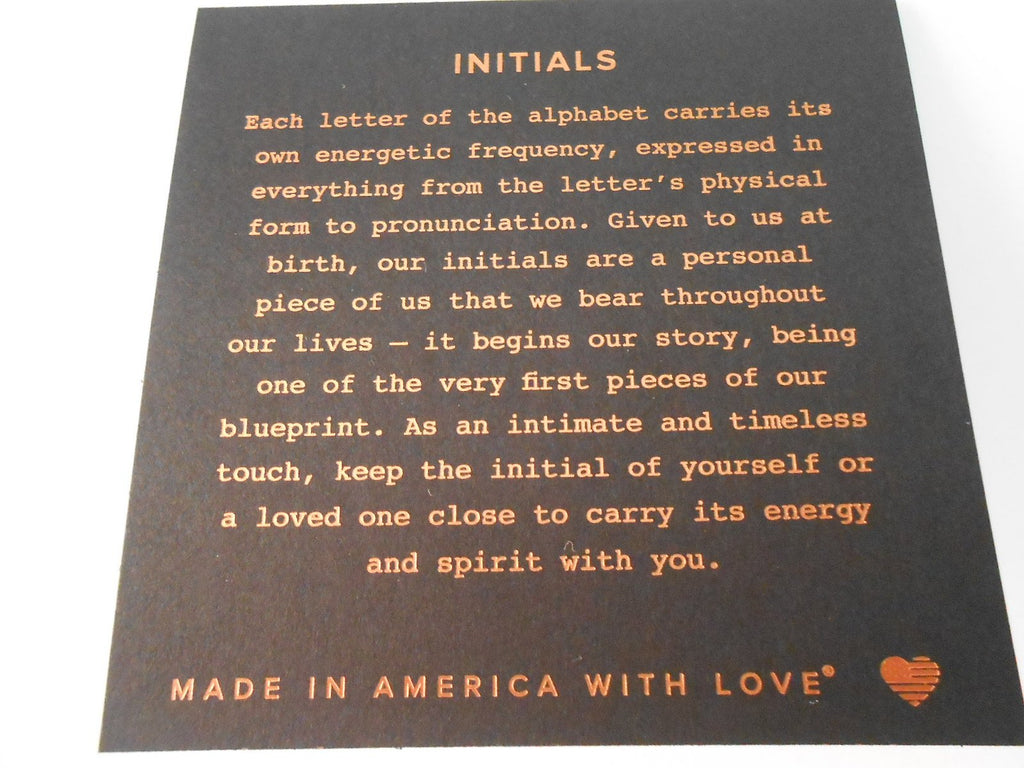 INITIALS
Each letter of the alphabet carries its
own energetic frequency, expressed in
everything from the letter's physical
form to pronunciation. Given to us at
birth, our initials are a personal
piece of us that we bear throughout
our lives — it begins our story, being
one of the very first pieces of our
blueprint. As an intimate and timeless
touch, keep the initial of yourself or
a loved one close to carry its energy
and spirit with you.
MADE IN AMERICA WITH LOVE®